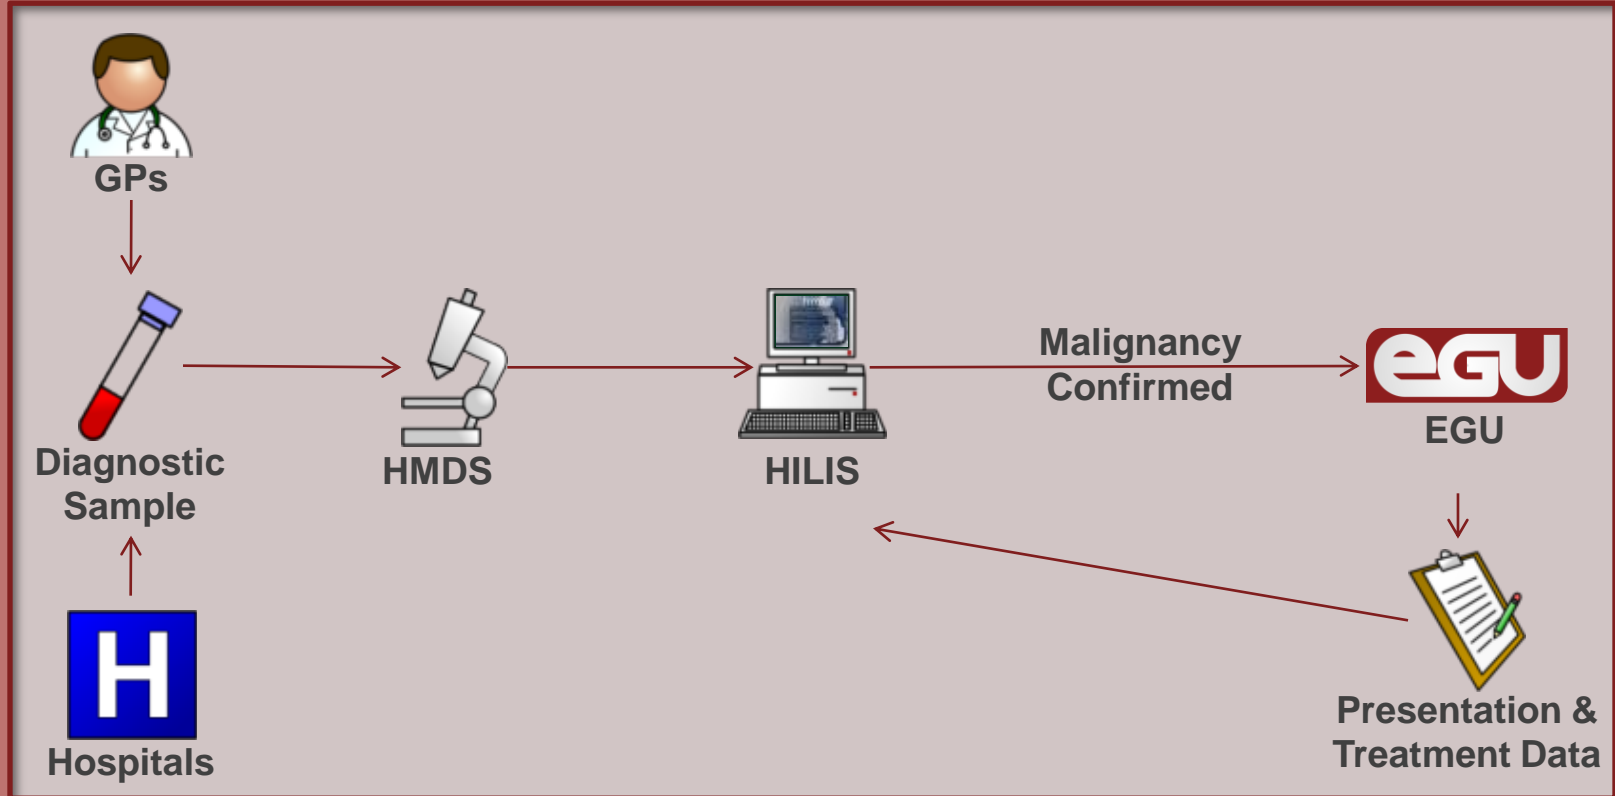 GPs
Diagnostic
Sample
Hospitals
HMDS
HILIS
Malignancy
Confirmed
eGU
EGU
Presentation &
Treatment Data
H